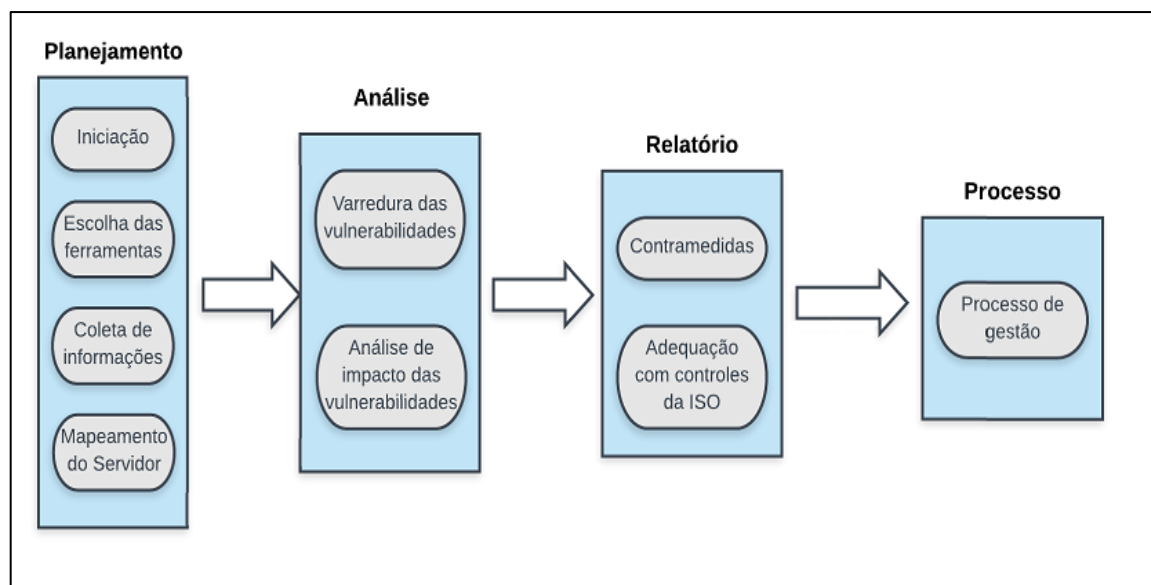 Planejamento
Iniciação
Escolha das
ferramentas
Coleta de
informações
Mapeamento
do Servidor
Análise
Varredura das
vulnerabilidades
Análise de
impacto das
vulnerabilidades
Relatório
Contramedidas
Adequação
com controles
da ISO
Processo
Processo de
gestão